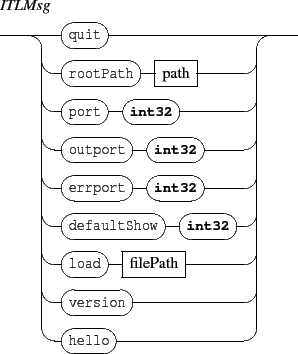 ITLMsg
quit
rootPath path
port int32
outport int32
errport int32
defaultShow int32
load filePath
version
hello